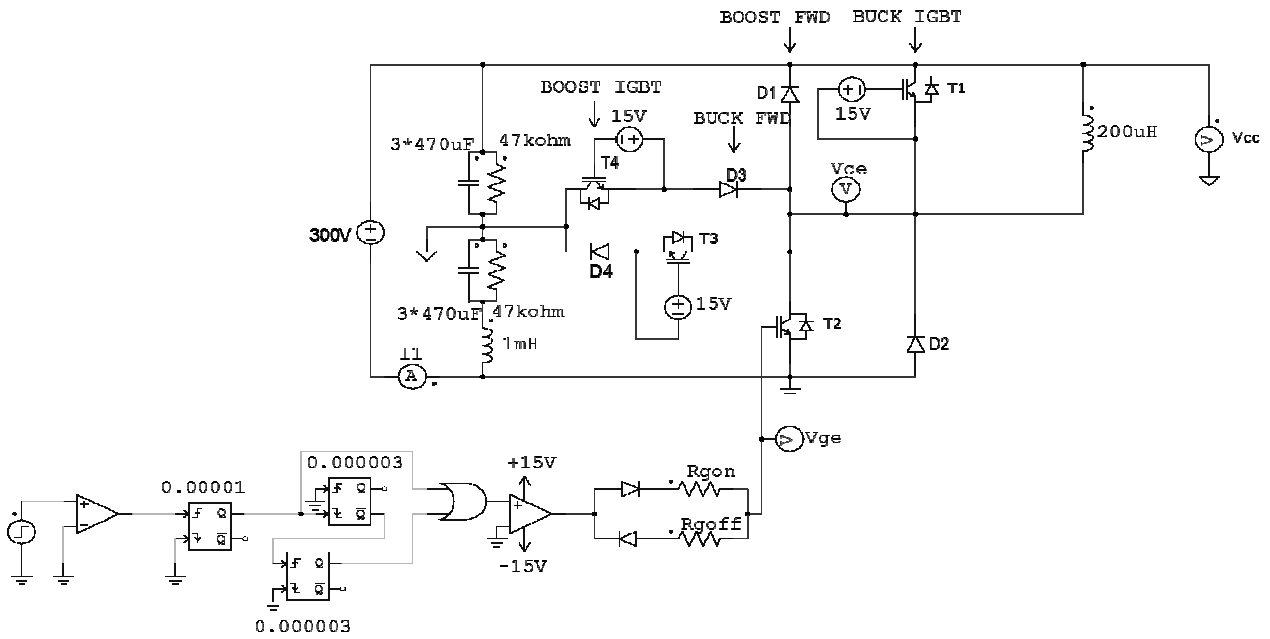 BOOST FWD BUCK IGBT
BOOST IGBT
D1
T1
15V
15V
BUCK FWD
3*470uF 47kohm
T4
200uH
Vcc
Vce
V
V
D3
300V
T3
D4
15V
3*470uF 47kohm
T2
1mH
D2
I1
A
V
Vge
0.000003
+15V
Rgon
0.00001
Q
Q
Q
Q
Rgoff
-15V
Q
Q
0.000003